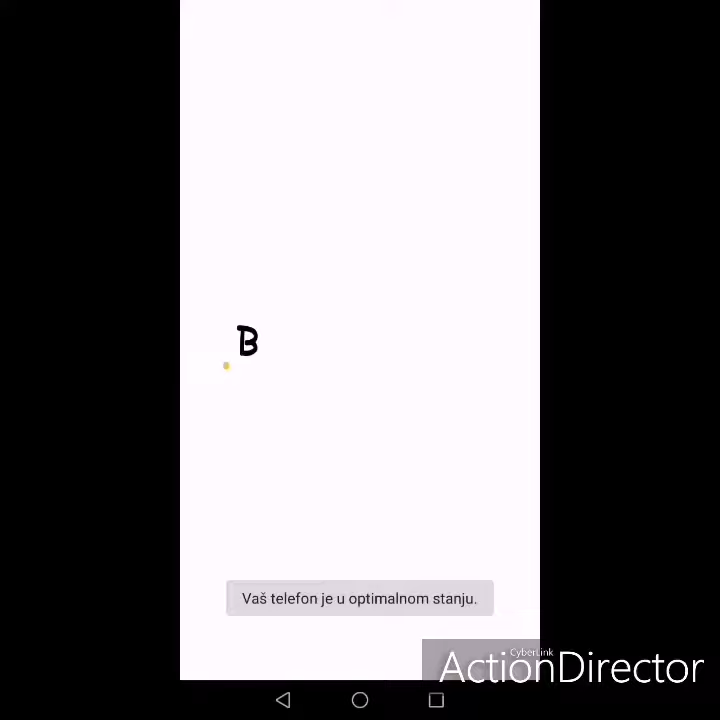 B
Vaš telefon je u optimalnom stanju.
CyberLink
ActionDirector